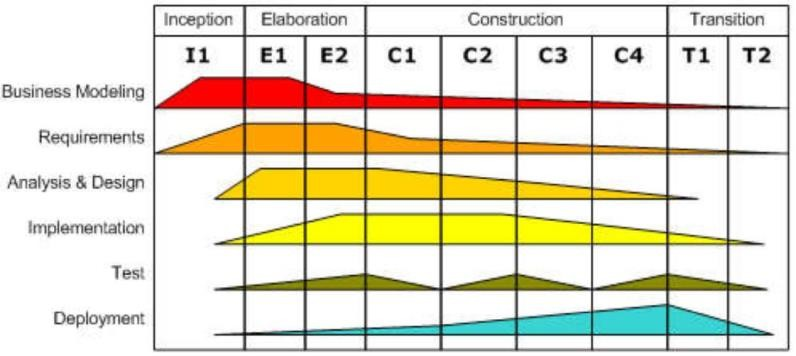 Inception Elaboration Construction Transition
I1 E1 E2 C1 C2 C3 C4 T1 T2
Business Modeling
Requirements
Analysis & Design
Implementation
Test
Deployment